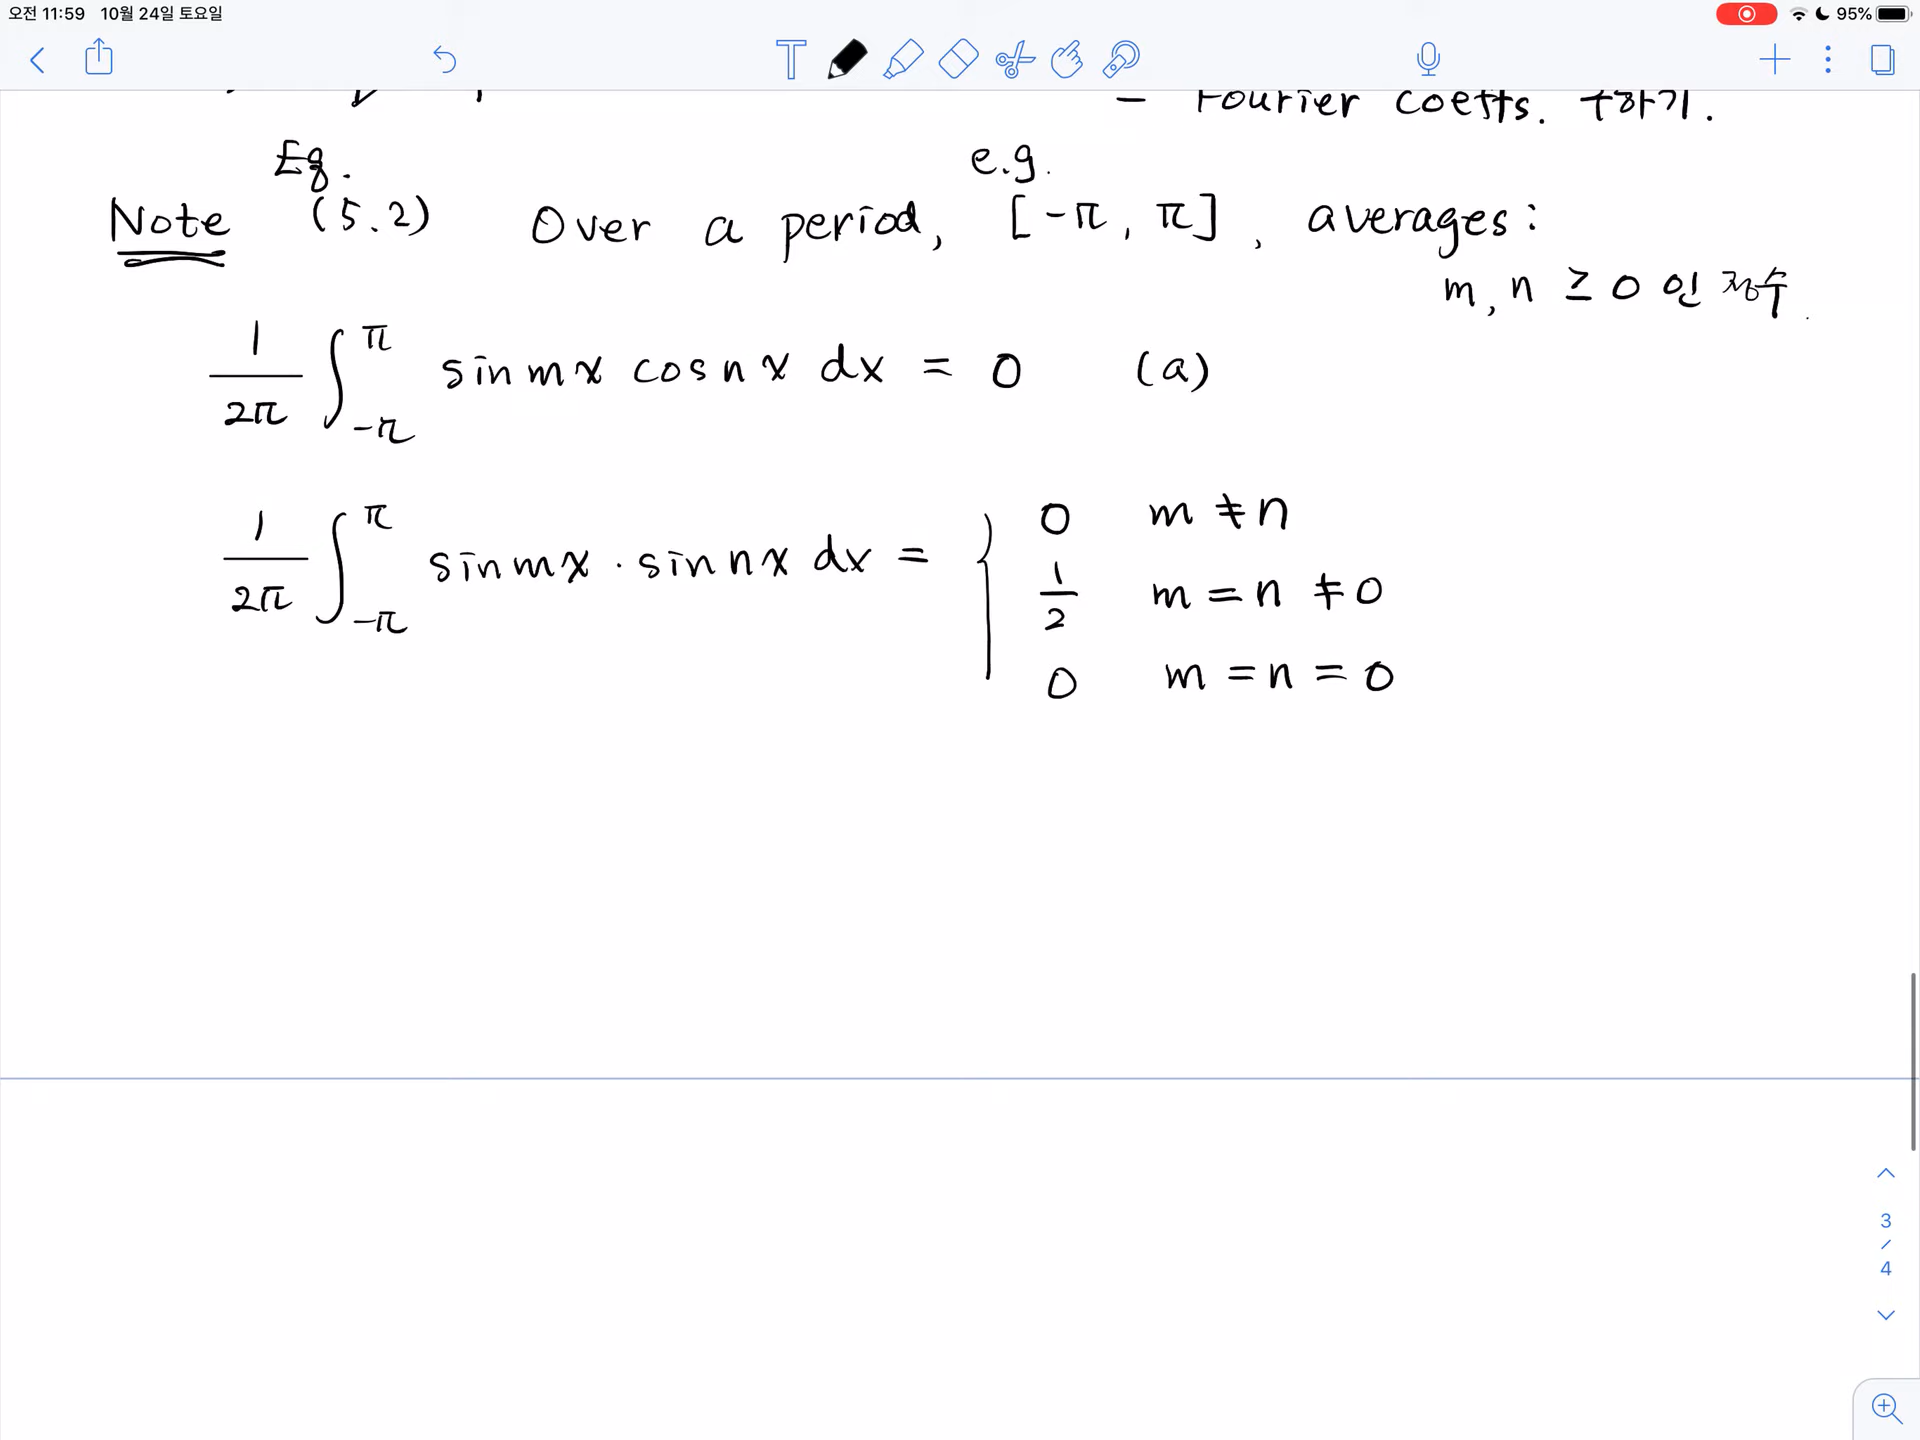 오전 11:59 10월 24일 토요일
95%
T
- Fourier coeffs. 구하기.
Eq. e.g.
Note (5.2) Over a period, [-π, π], averages:
m, n ≥ 0 인 정수.
1/2π ∫_{-π}^{π} sin mx cos nx dx = 0 (a)
1/2π ∫_{-π}^{π} sin mx · sin nx dx = {
0 m ≠ n
1/2 m = n ≠ 0
0 m = n = 0
3
/
4